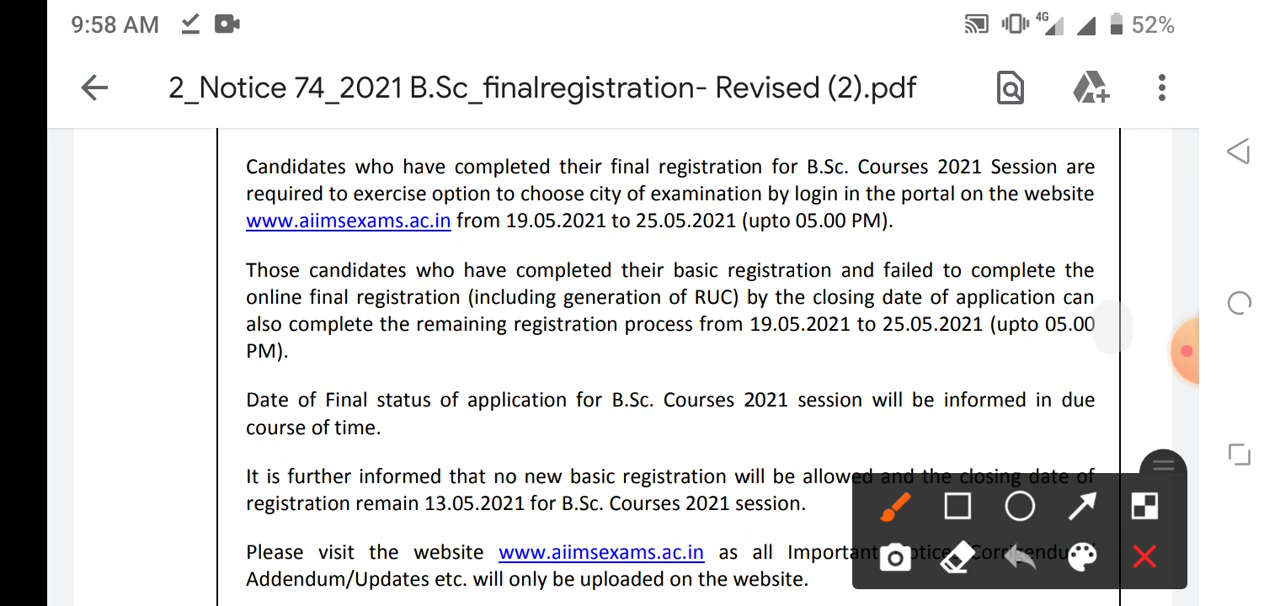 9:58 AM
4G
52%
2_Notice 74_2021 B.Sc_finalregistration- Revised (2).pdf
Candidates who have completed their final registration for B.Sc. Courses 2021 Session are
required to exercise option to choose city of examination by login in the portal on the website
www.aiimsexams.ac.in from 19.05.2021 to 25.05.2021 (upto 05.00 PM).
Those candidates who have completed their basic registration and failed to complete the
online final registration (including generation of RUC) by the closing date of application can
also complete the remaining registration process from 19.05.2021 to 25.05.2021 (upto 05.00
PM).
Date of Final status of application for B.Sc. Courses 2021 session will be informed in due
course of time.
It is further informed that no new basic registration will be allowed and the closing date of
registration remain 13.05.2021 for B.Sc. Courses 2021 session.
Please visit the website www.aiimsexams.ac.in as all Important
Addendum/Updates etc. will only be uploaded on the website.